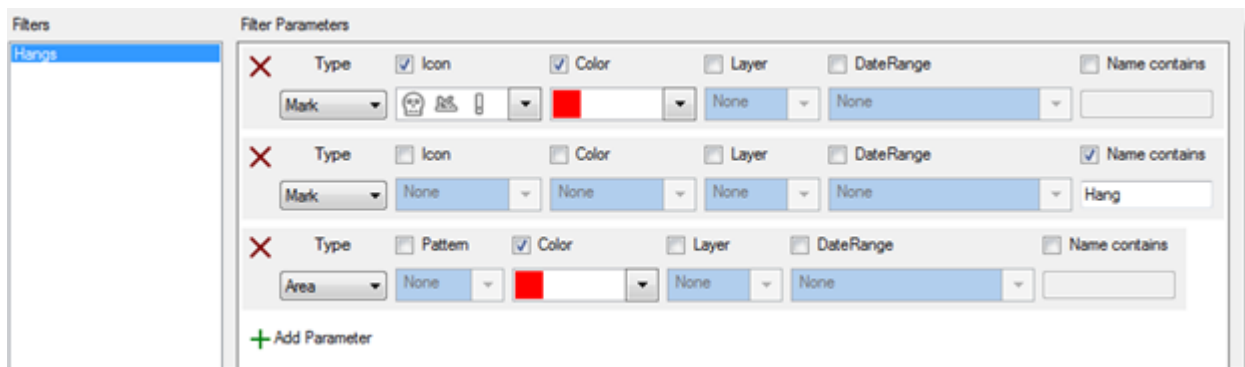 Filters Filter Parameters
Hangs
Type Icon Color Layer DateRange Name contains
Mark None None
Type Icon Color Layer DateRange Name contains
Mark None None None None Hang
Type Pattern Color Layer DateRange Name contains
Area None None None
Add Parameter